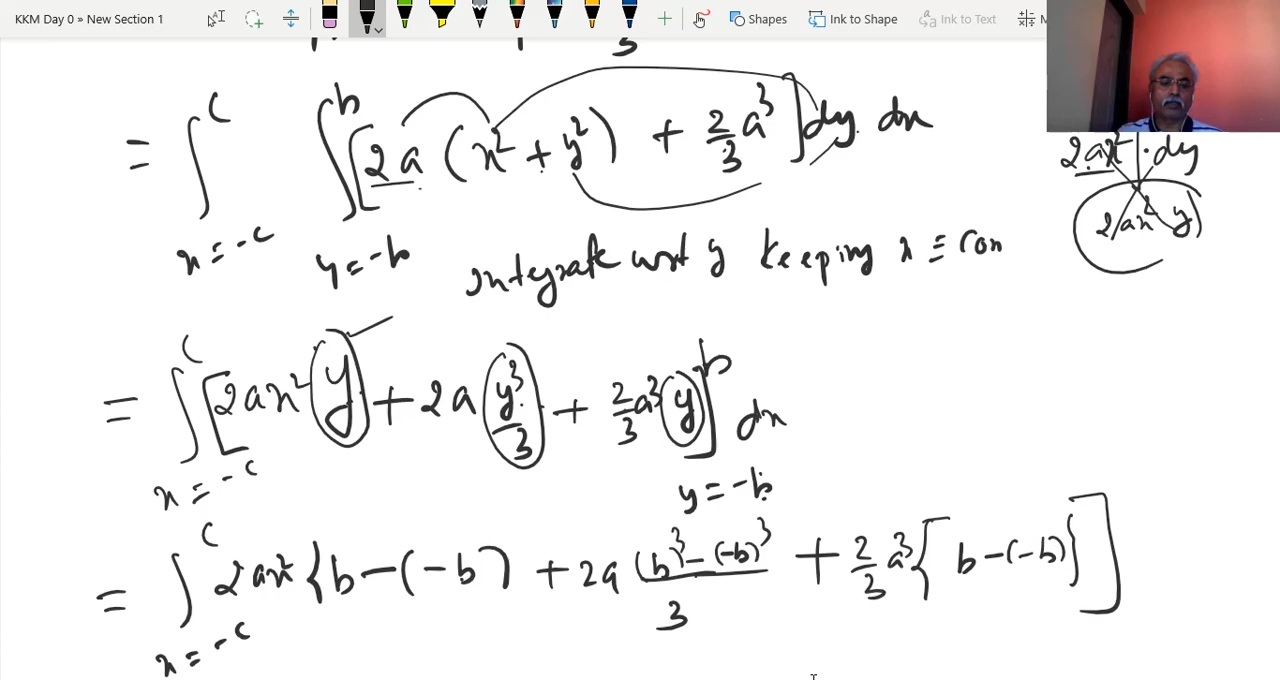 KKM Day 0 » New Section 1
Shapes
Ink to Shape
Ink to Text
M
= ∫_{x=-c}^{c} ∫_{y=-b}^{b} [2a (x² + y²) + 2/3 a³] dy dx
2ax² · dy
2ax² y
integrate wrt y keeping x ≡ con
= ∫_{x=-c}^{c} [2ax² y + 2a y³/3 + 2/3 a³ y]_{y=-b}^{b} dx
= ∫_{x=-c}^{c} 2ax² {b-(-b) + 2a (b)³-(-b)³/3 + 2/3 a³ { b-(-b)} ]